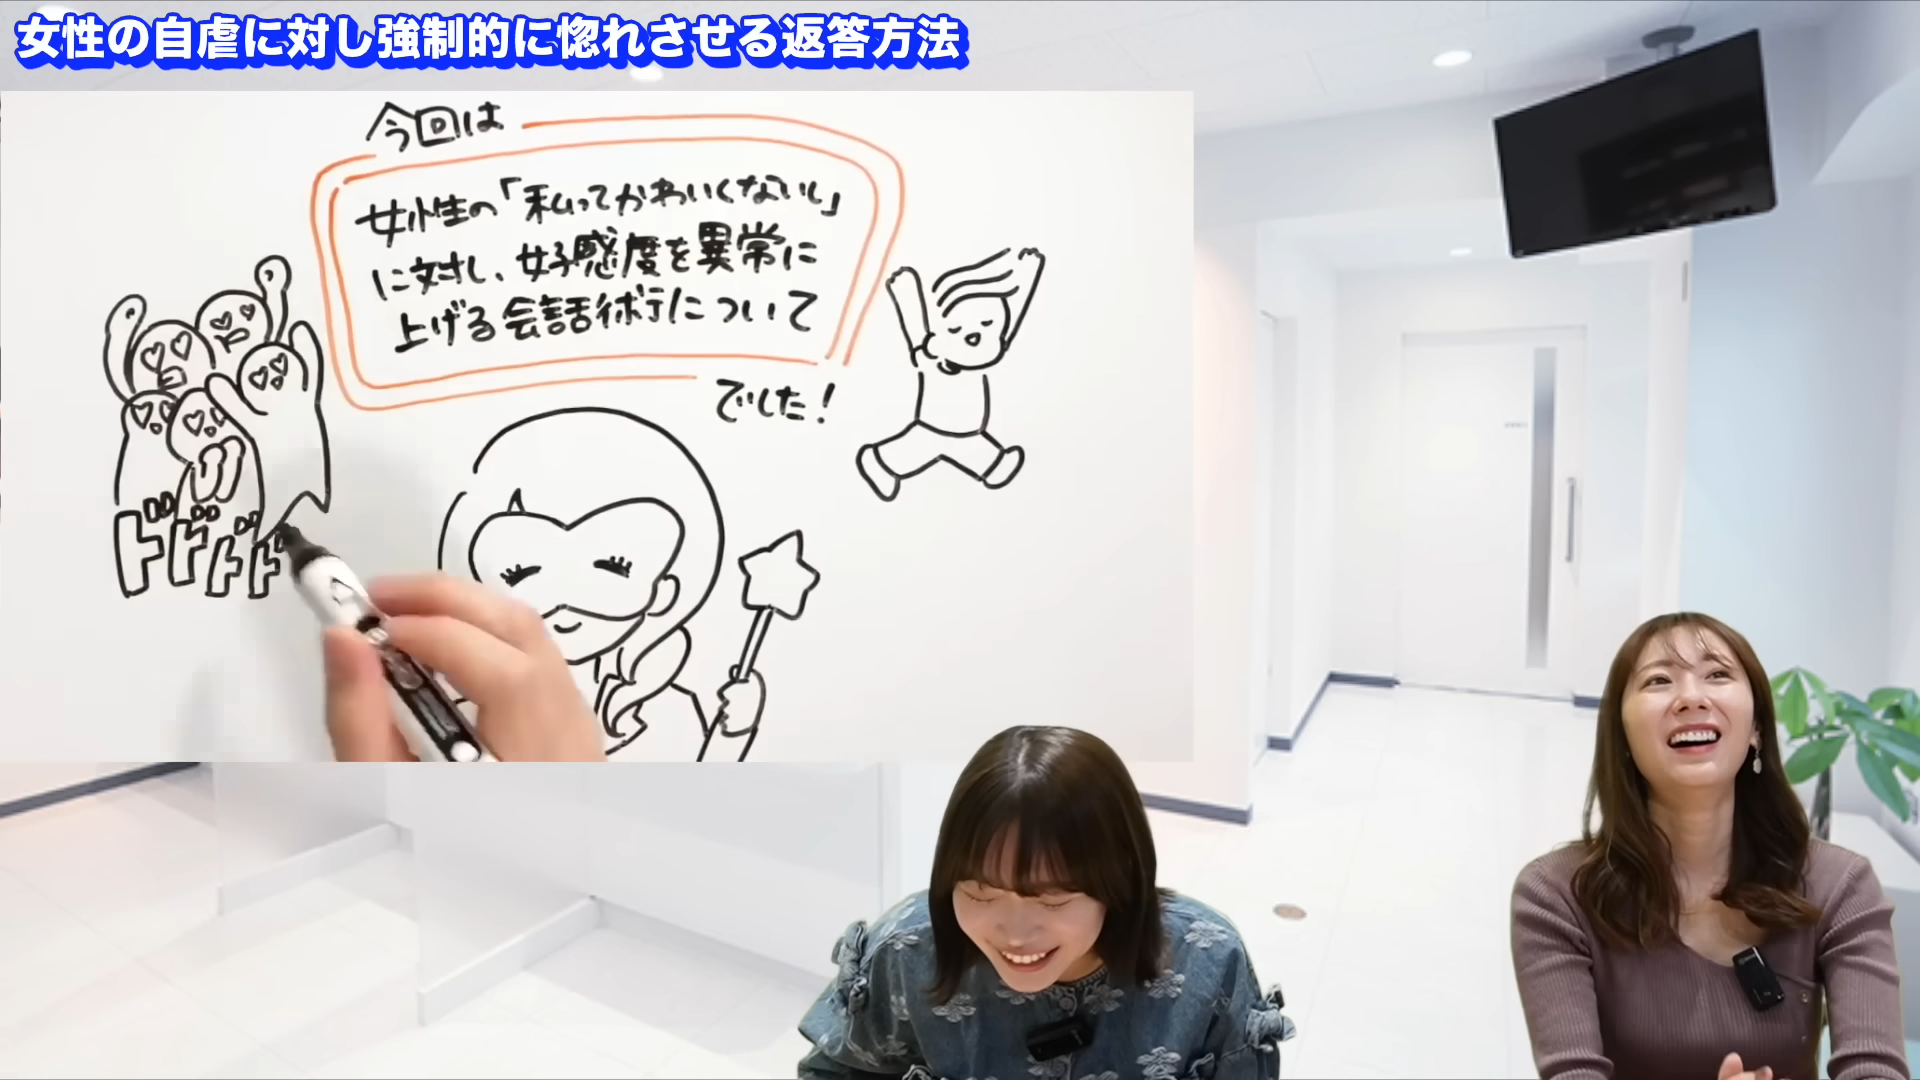 女性の自虐に対し強制的に惚れさせる返答方法
今回は
女性の「私ってかわいくないし」
に対し、好感度を異常に
上げる会話術について
でした！
ドドドド